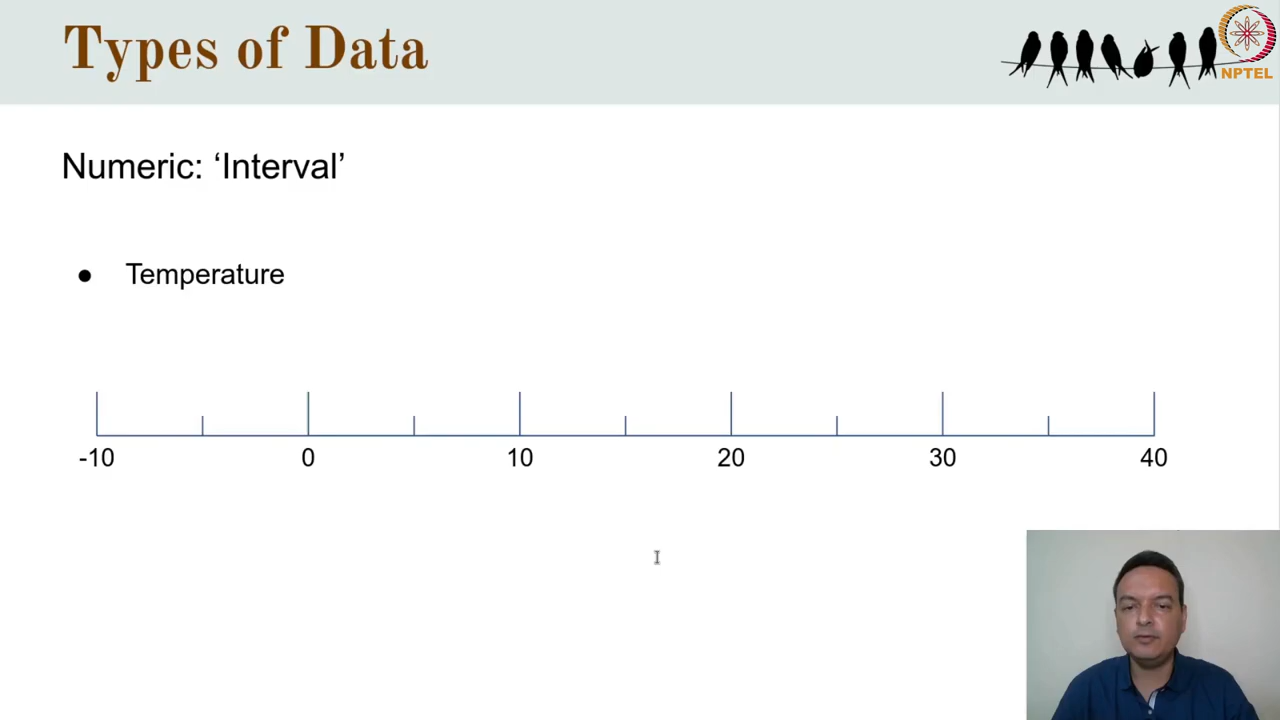 Types of Data
NPTEL
Numeric: ‘Interval’
● Temperature
-10 0 10 20 30 40